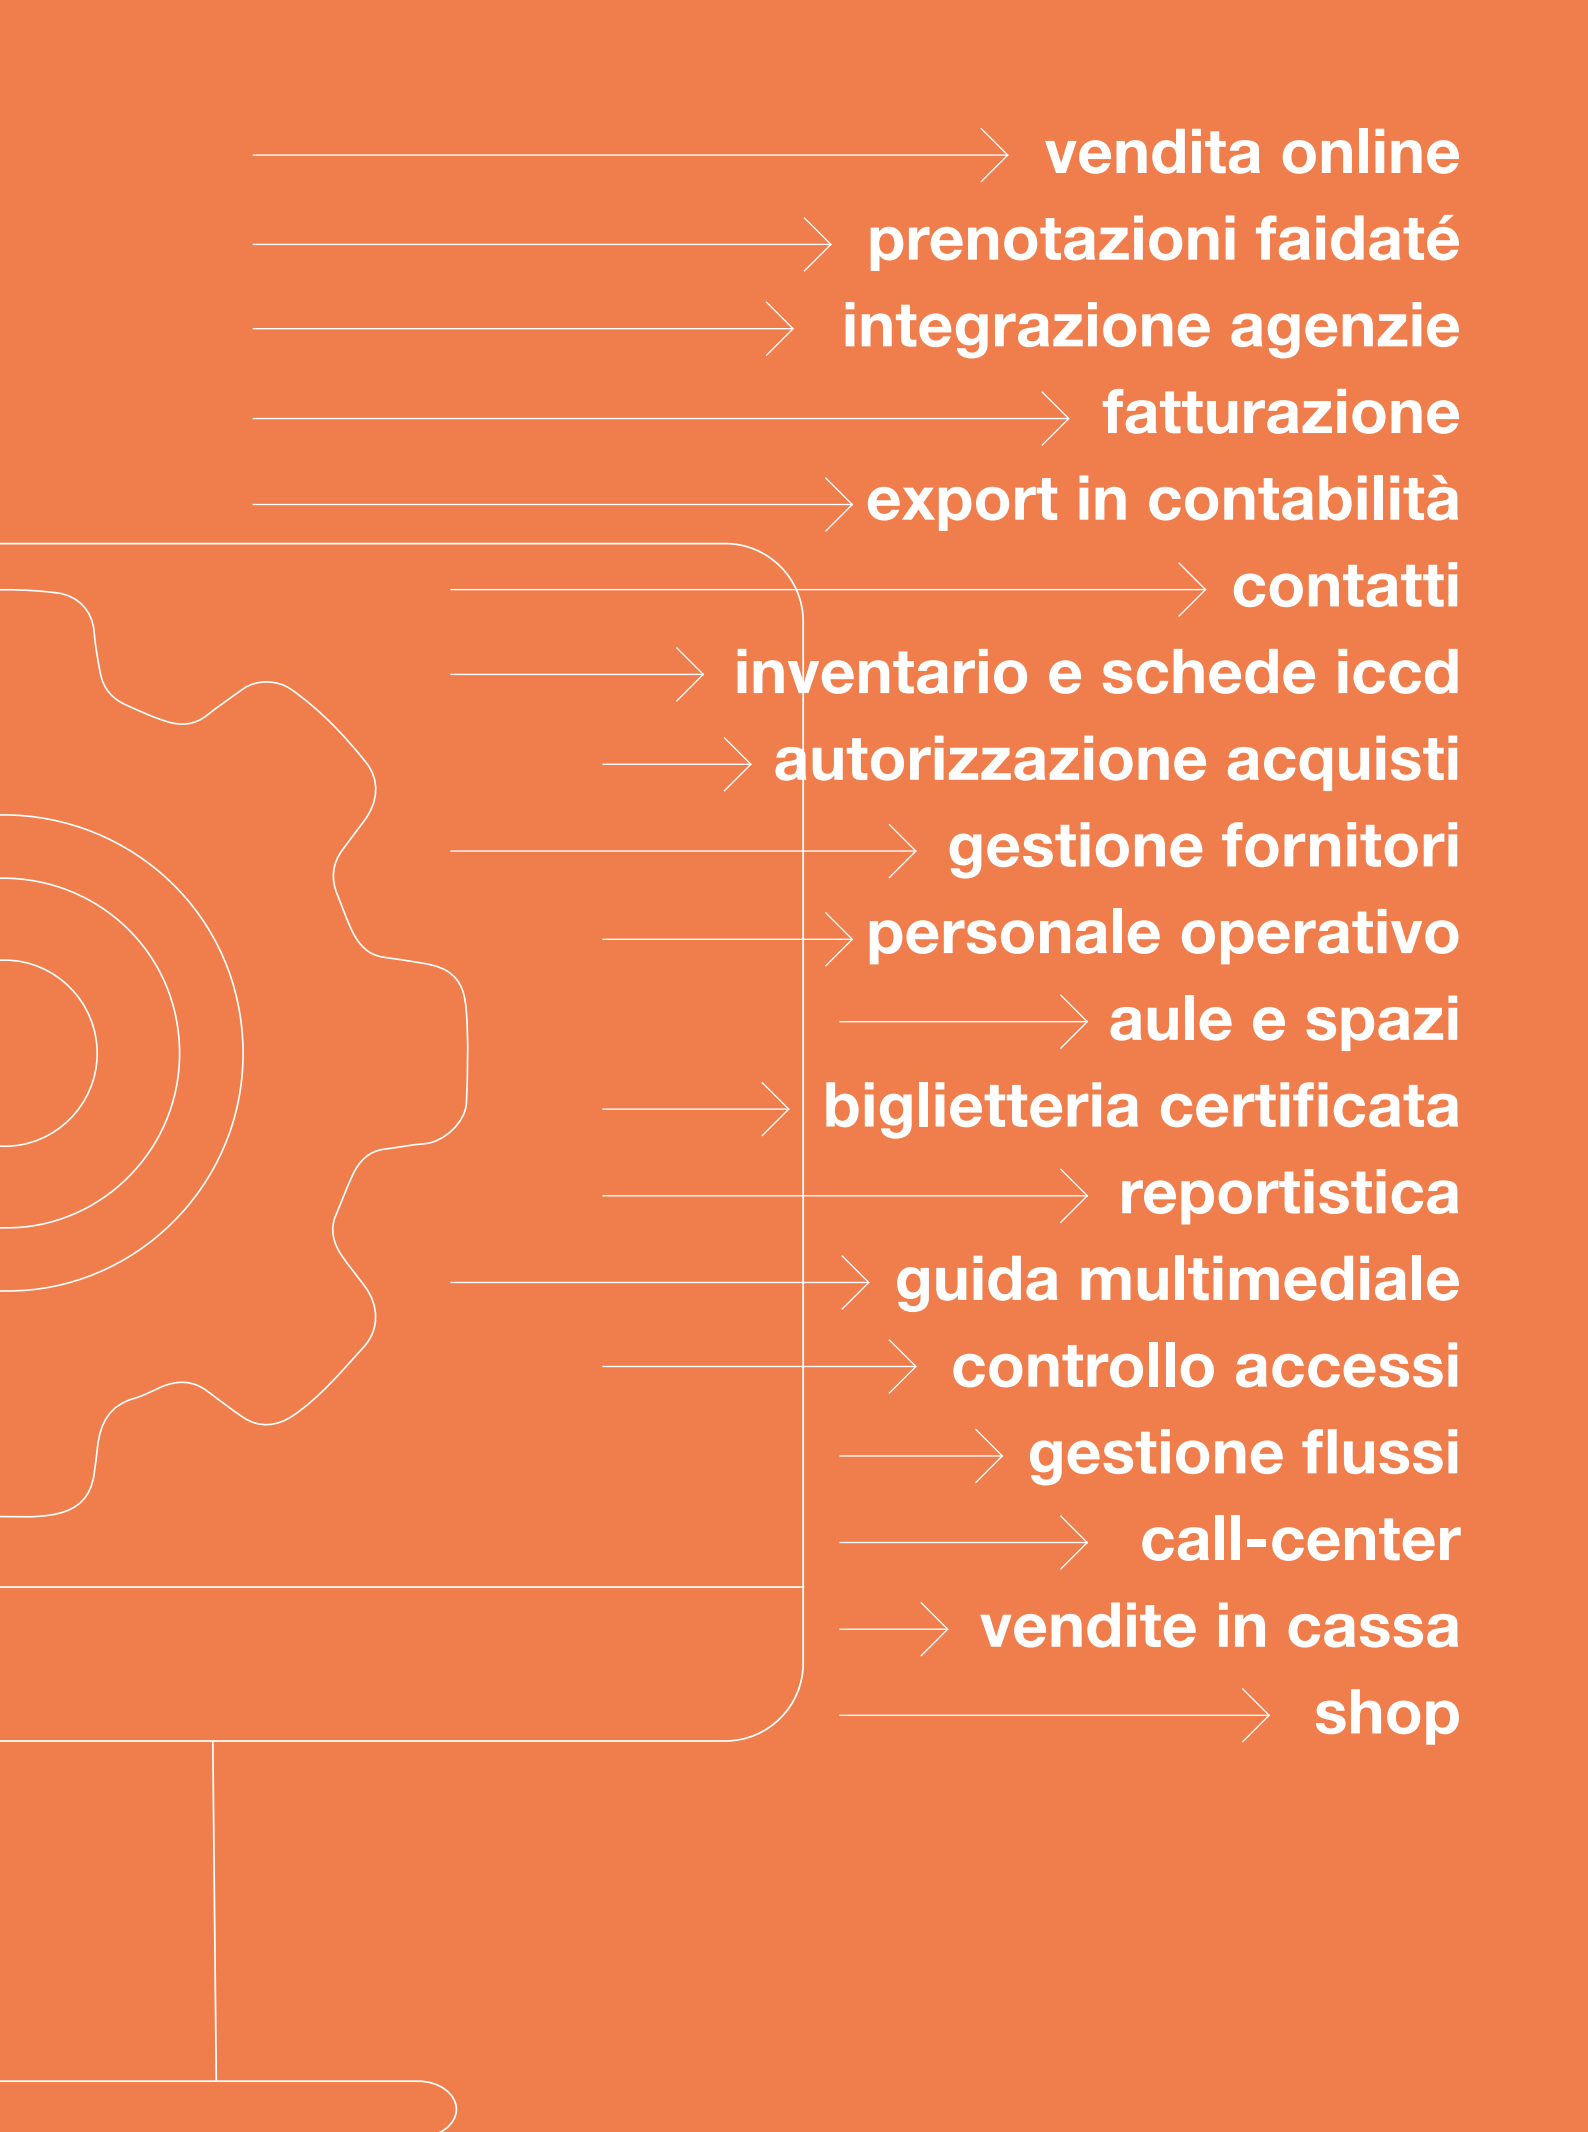 vendita online
prenotazioni faidaté
integrazione agenzie
fatturazione
export in contabilità
contatti
inventario e schede iccd
autorizzazione acquisti
gestione fornitori
personale operativo
aule e spazi
biglietteria certificata
reportistica
guida multimediale
controllo accessi
gestione flussi
call-center
vendite in cassa
shop